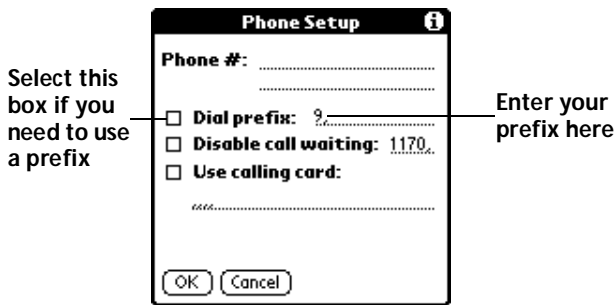 Phone Setup
Phone #:
Select this
box if you
need to use
a prefix
Dial prefix: 9,
Enter your
prefix here
Disable call waiting: 1170,
Use calling card:
,,,,
OK Cancel